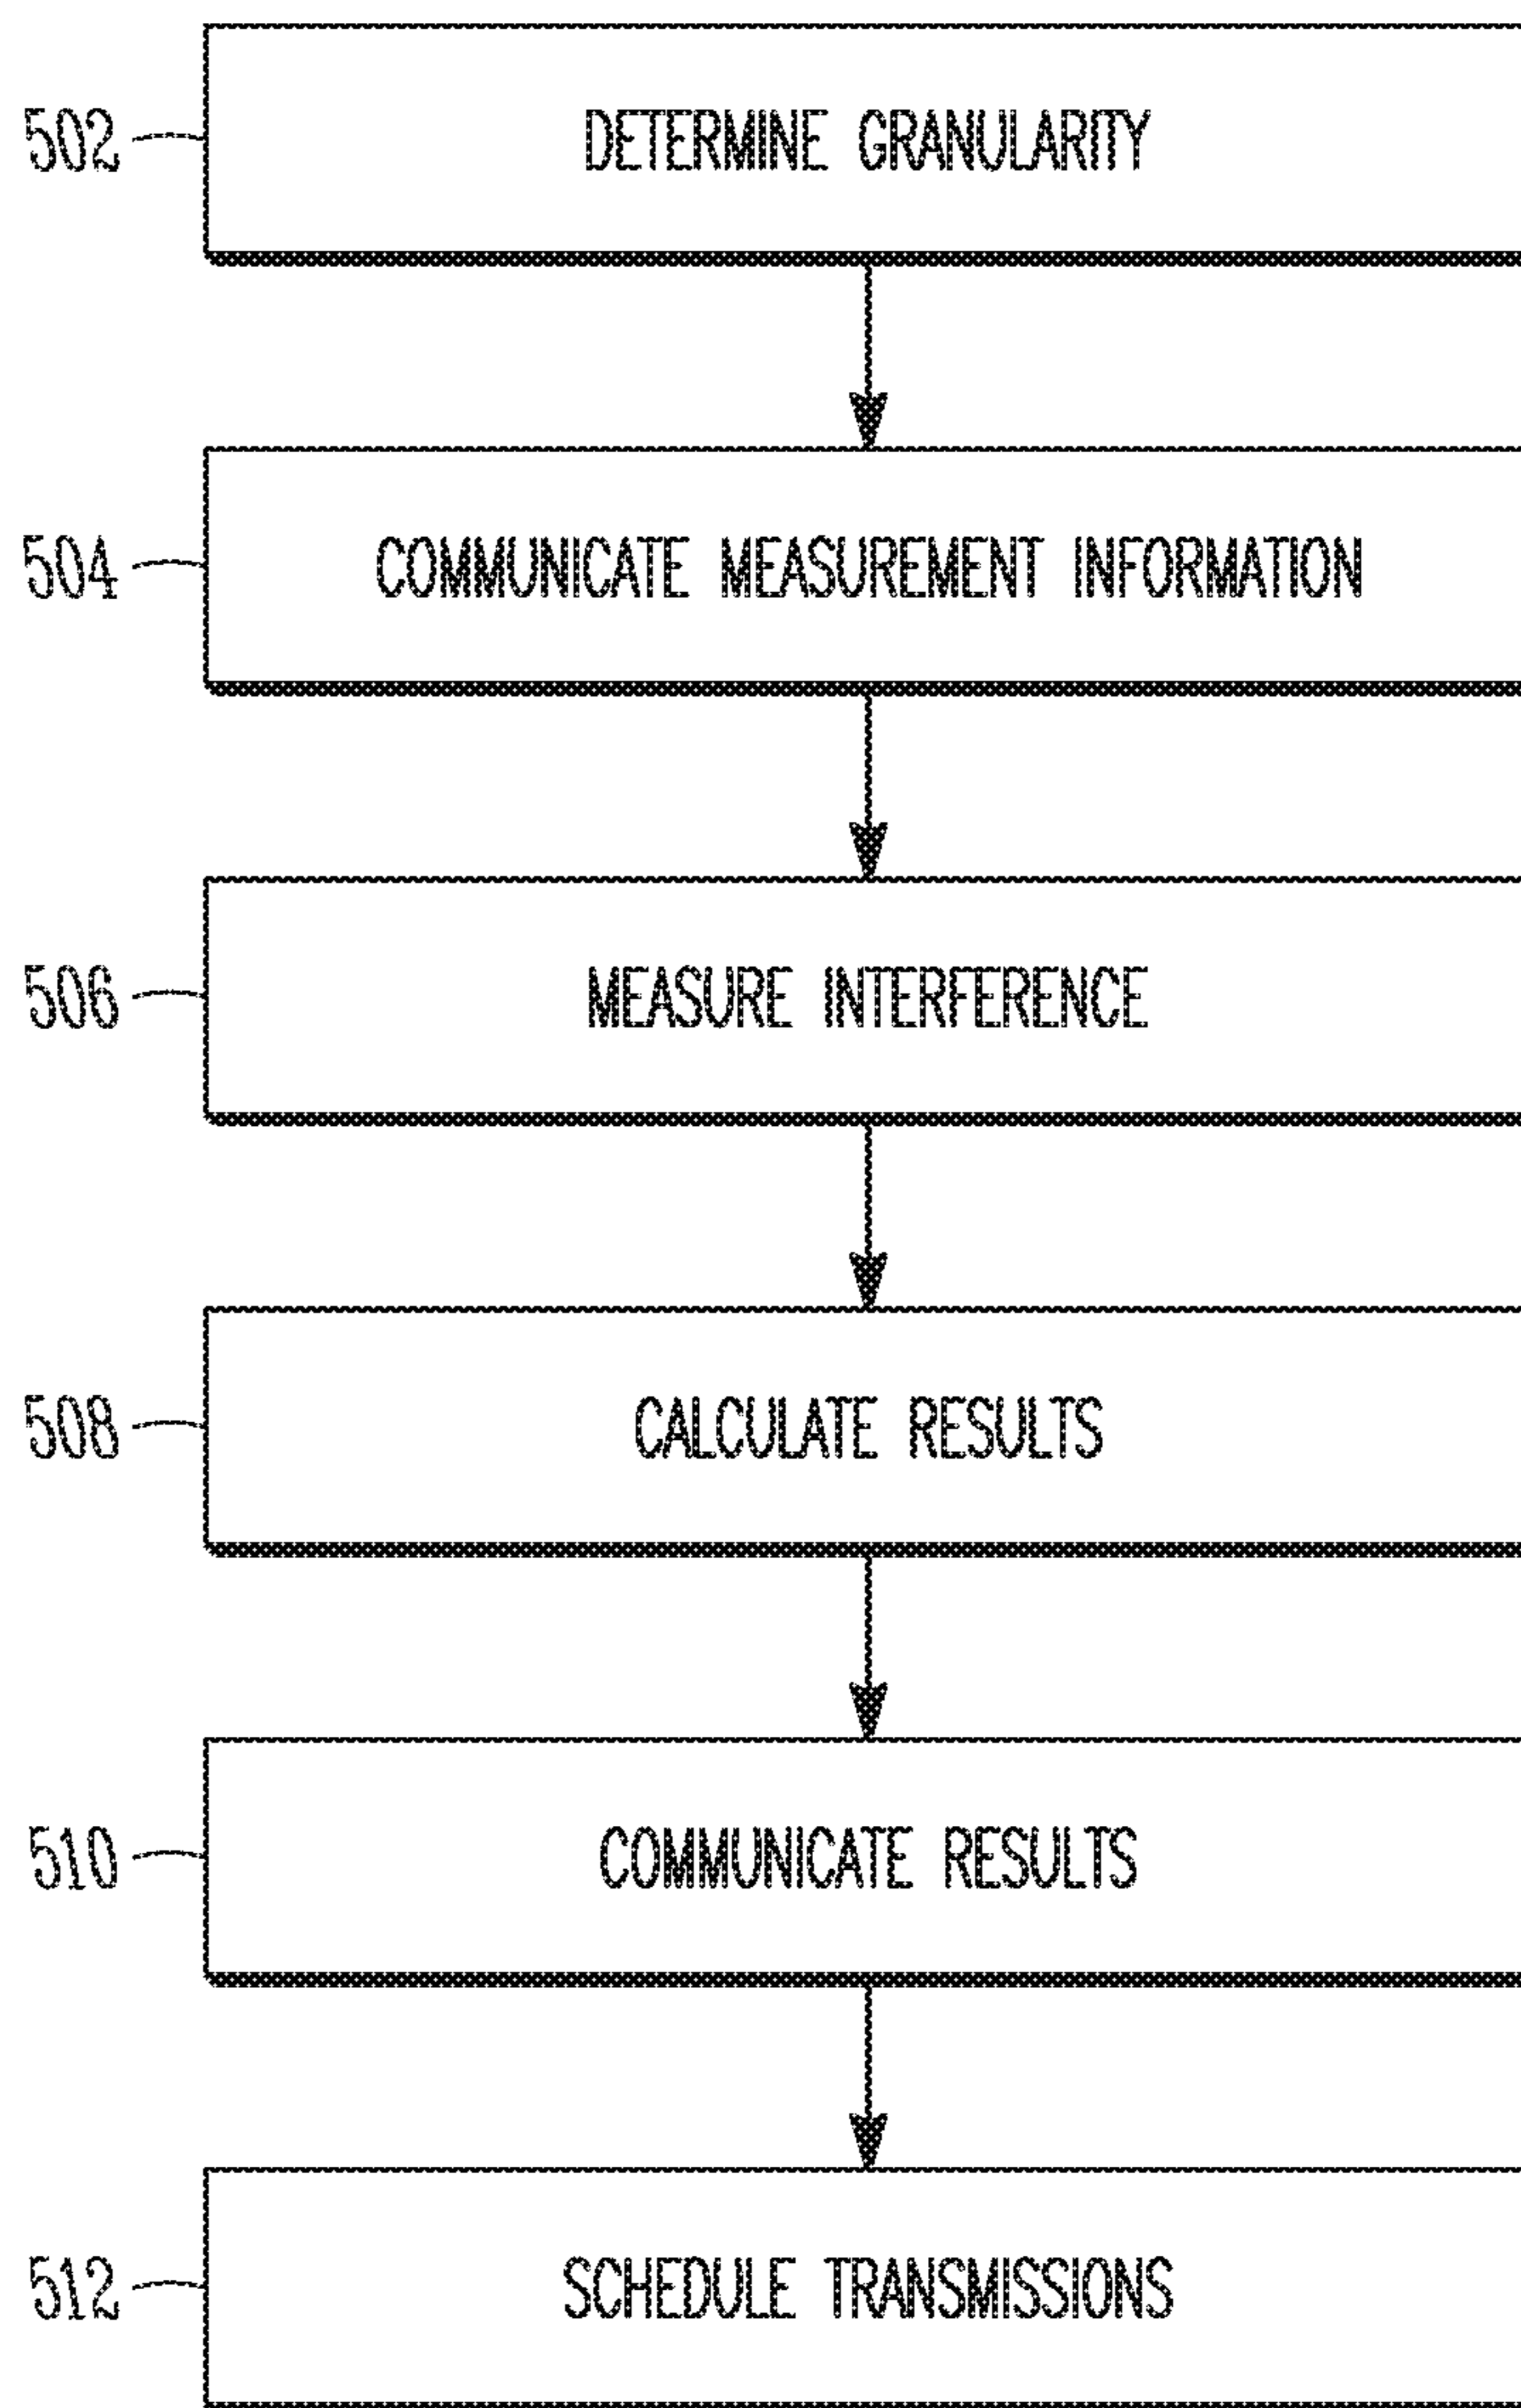 502 DETERMINE GRANULARITY
504 COMMUNICATE MEASUREMENT INFORMATION
506 MEASURE INTERFERENCE
508 CALCULATE RESULTS
510 COMMUNICATE RESULTS
512 SCHEDULE TRANSMISSIONS